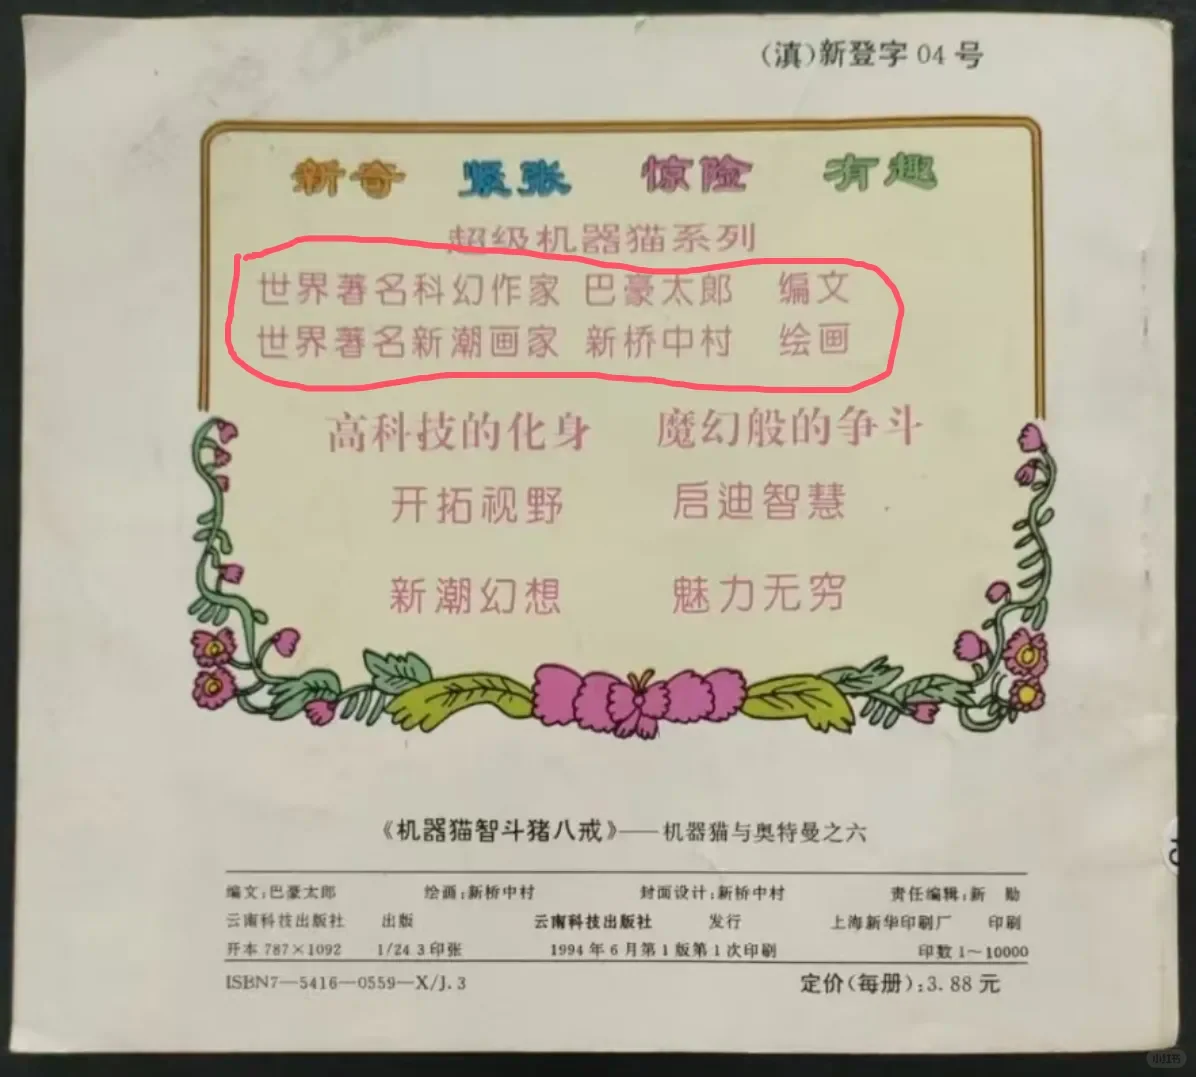 (滇)新登字 04 号
新奇 紧张 惊险 有趣
超级机器猫系列
世界著名科幻作家 巴豪太郎 编文
世界著名新潮画家 新桥中村 绘画
高科技的化身 魔幻般的争斗
开拓视野 启迪智慧
新潮幻想 魅力无穷
《机器猫智斗猪八戒》——机器猫与奥特曼之六
编文:巴豪太郎 绘画:新桥中村 封面设计:新桥中村 责任编辑:新 勋
云南科技出版社 出版 云南科技出版社 发行 上海新华印刷厂 印刷
开本 787×1092 1/24 3 印张 1994 年 6 月第 1 版第 1 次印刷 印数 1～10000
ISBN7—5416—0559—X/J.3 定价(每册):3.88 元